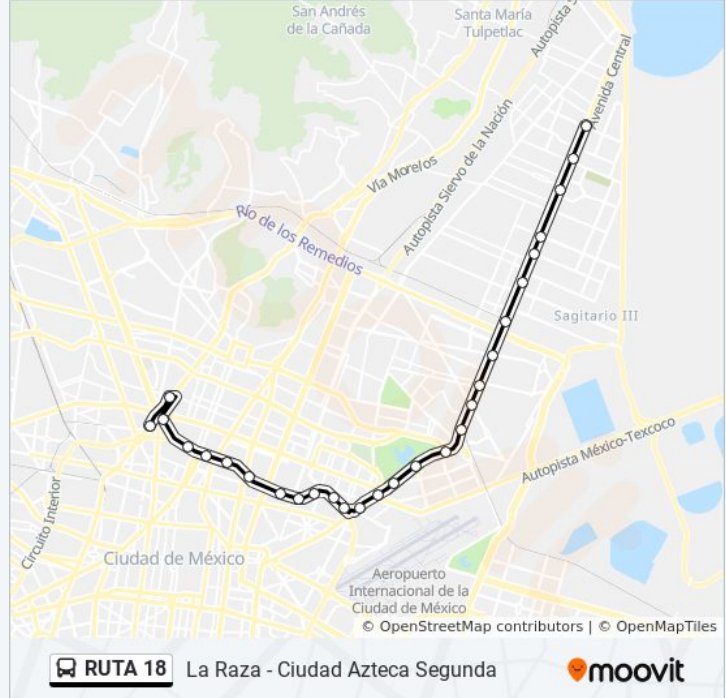 San Andrés
de la Cañada
Santa María
Tulpetlac
Autopista S
Avenida Central
Vía Morelos
Autopista Siervo de la Nación
Río de los Remedios
Sagitario III
Autopista México-Texcoco
Circuito Interior
Ciudad de México
Aeropuerto
Internacional de la
Ciudad de México
© OpenStreetMap contributors | © OpenMapTiles
RUTA 18 La Raza - Ciudad Azteca Segunda
moovit